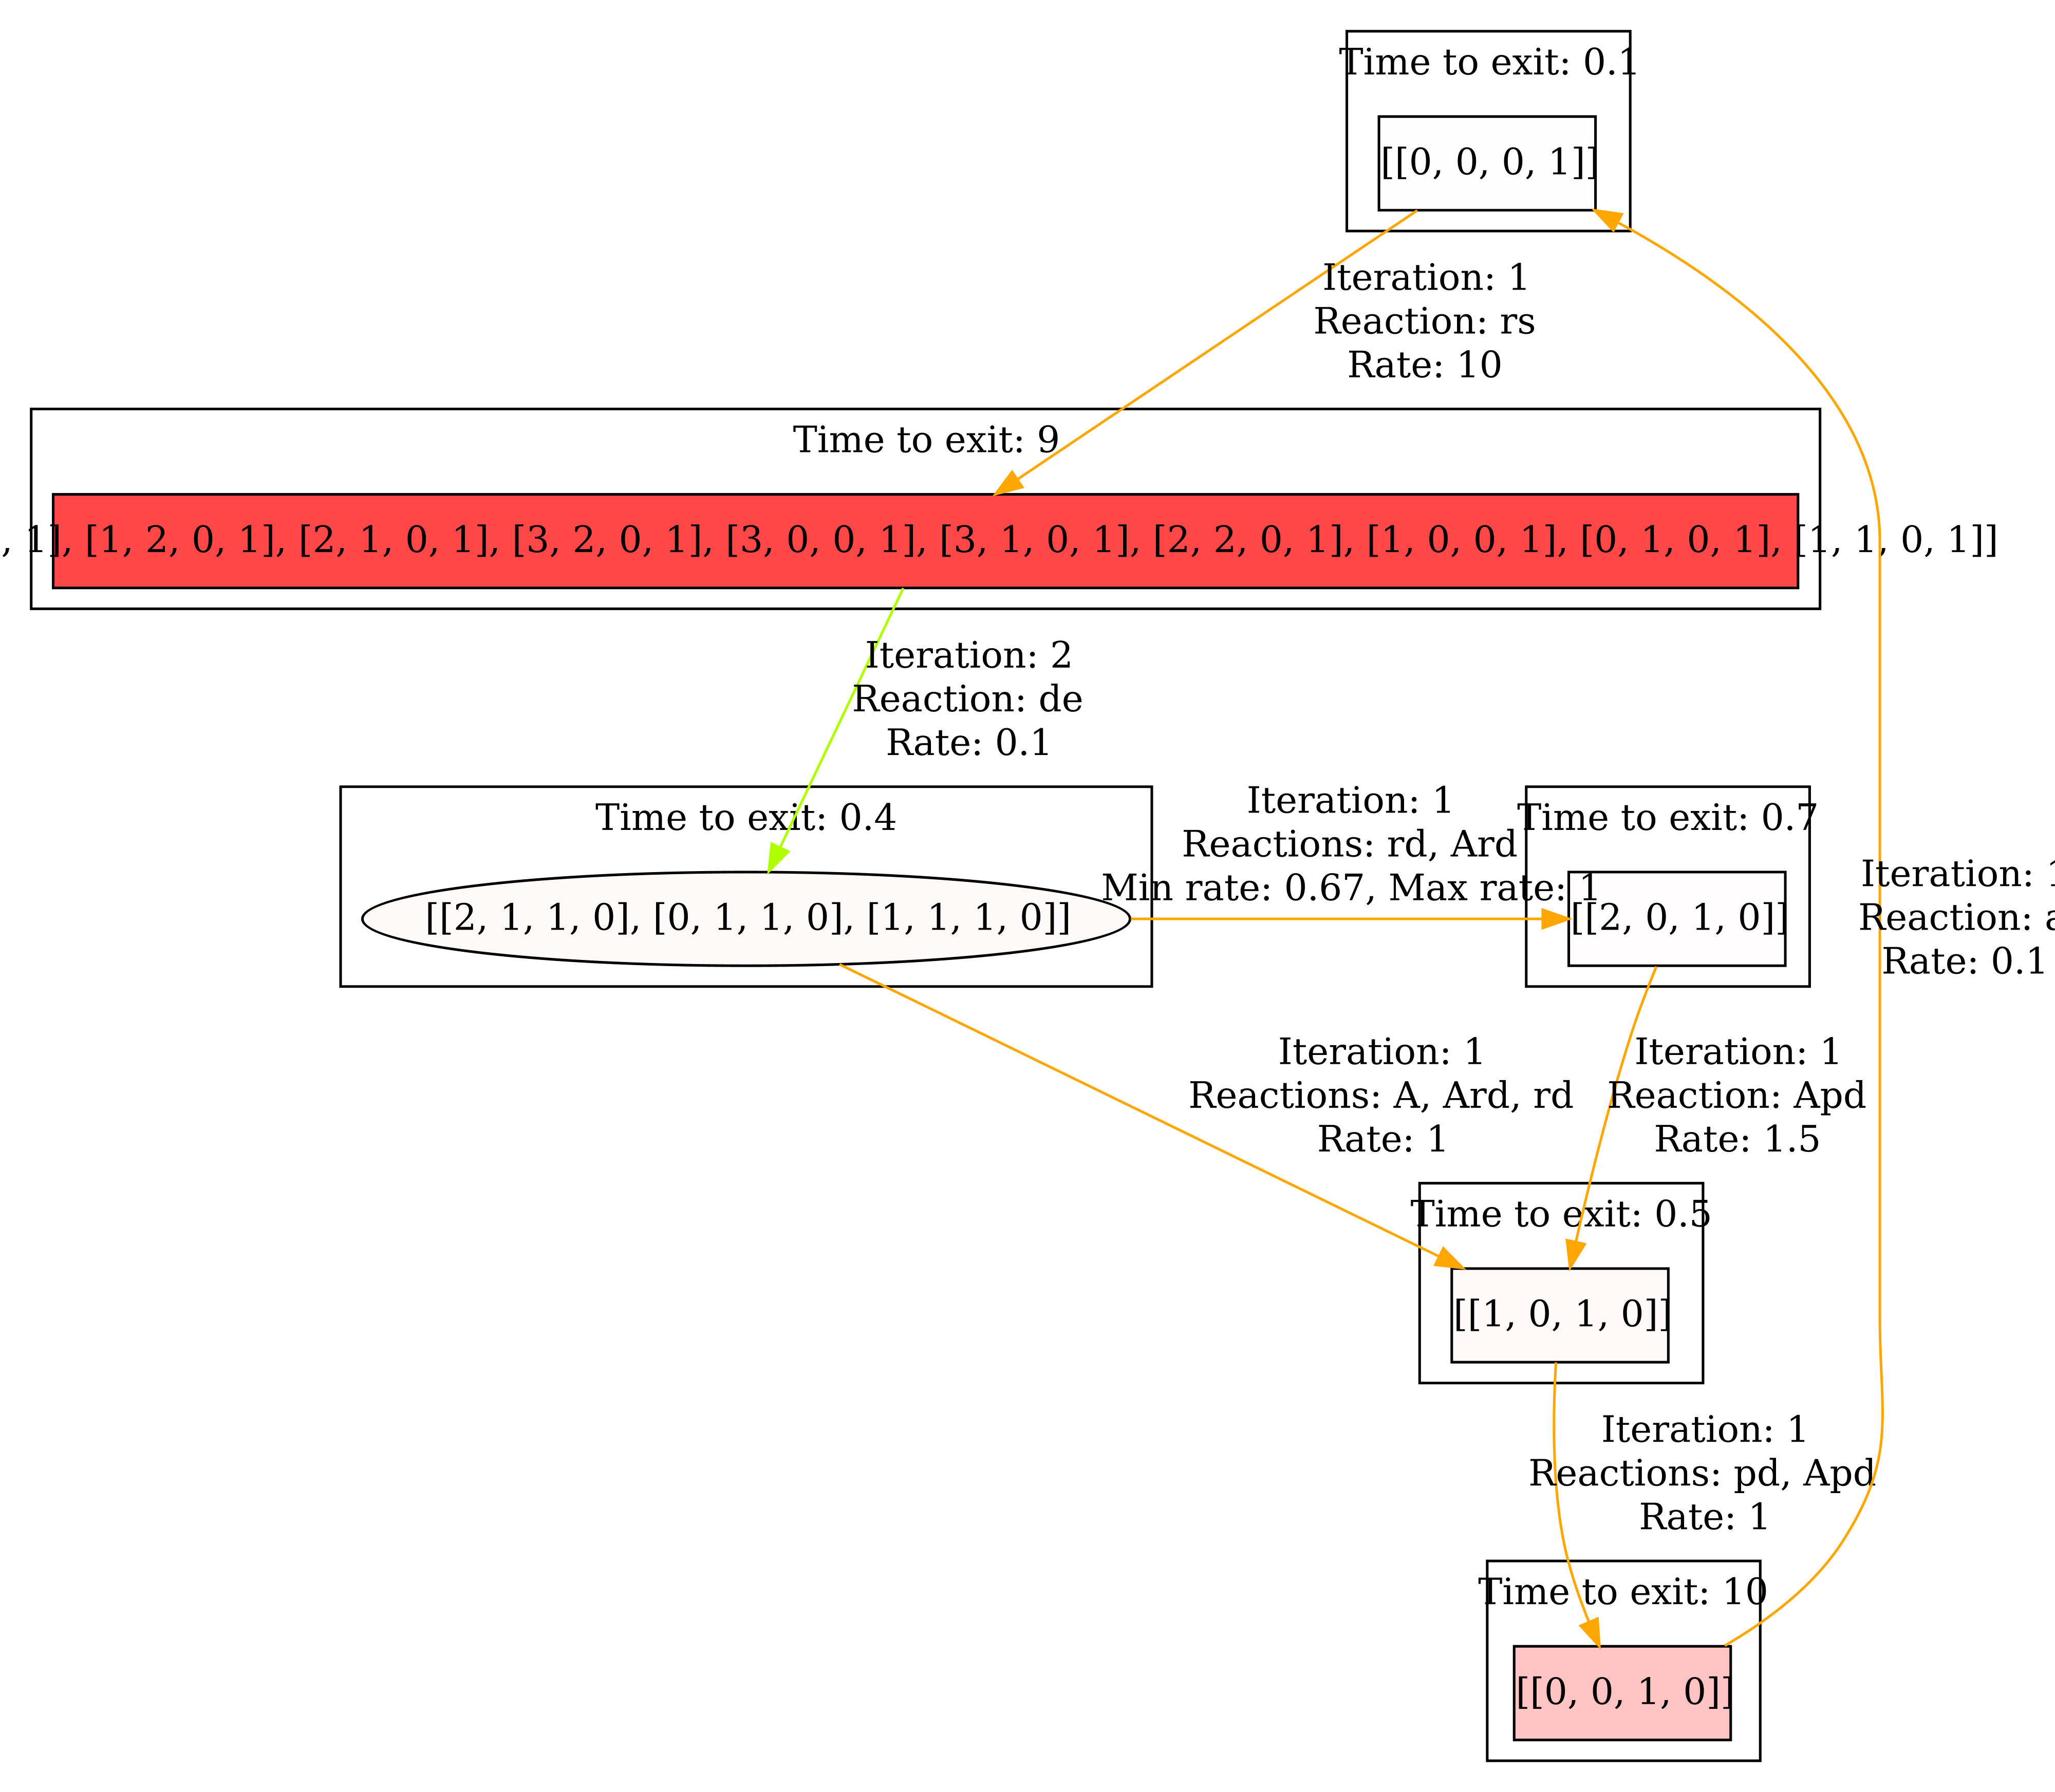 Time to exit: 0.1
[[0, 0, 0, 1]]
Iteration: 1
Reaction: rs
Rate: 10
Time to exit: 9
, 1], [1, 2, 0, 1], [2, 1, 0, 1], [3, 2, 0, 1], [3, 0, 0, 1], [3, 1, 0, 1], [2, 2, 0, 1], [1, 0, 0, 1], [0, 1, 0, 1], [1, 1, 0, 1]]
Iteration: 2
Reaction: de
Rate: 0.1
Time to exit: 0.4
[[2, 1, 1, 0], [0, 1, 1, 0], [1, 1, 1, 0]]
Iteration: 1
Reactions: rd, Ard
Min rate: 0.67, Max rate: 1
Time to exit: 0.7
[[2, 0, 1, 0]]
Iteration: 1
Reaction: a
Rate: 0.1
Iteration: 1
Reactions: A, Ard, rd
Rate: 1
Iteration: 1
Reaction: Apd
Rate: 1.5
Time to exit: 0.5
[[1, 0, 1, 0]]
Iteration: 1
Reactions: pd, Apd
Rate: 1
Time to exit: 10
[[0, 0, 1, 0]]